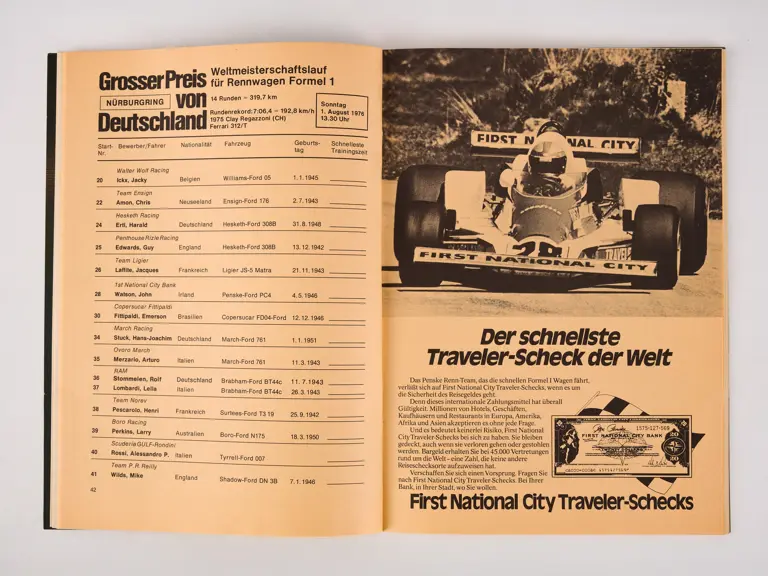 Grosser Preis
von
Deutschland
NÜRBURGRING
Weltmeisterschaftslauf
für Rennwagen Formel 1
14 Runden = 319,7 km
Rundenrekord: 7:06,4 = 192,8 km/h
1975 Clay Regazzoni (CH)
Ferrari 312/T
Sonntag
1. August 1976
13.30 Uhr
Start-Nr. Bewerber/Fahrer Nationalität Fahrzeug Geburtstag Schnellste Trainingszeit
Walter Wolf Racing
20 Ickx, Jacky Belgien Williams-Ford 05 1.1.1945
Team Ensign
22 Amon, Chris Neuseeland Ensign-Ford 176 2.7.1943
Hesketh Racing
24 Ertl, Harald Deutschland Hesketh-Ford 308B 31.8.1948
Penthouse Rizla Racing
25 Edwards, Guy England Hesketh-Ford 308B 13.12.1942
Team Ligier
26 Lafitte, Jacques Frankreich Ligier JS-5 Matra 21.11.1943
1st National City Bank
28 Watson, John Irland Penske-Ford PC4 4.5.1946
Copersucar Fittipaldi
30 Fittipaldi, Emerson Brasilien Copersucar FD04-Ford 12.12.1946
March Racing
34 Stuck, Hans-Joachim Deutschland March-Ford 761 1.1.1951
Ovoro March
35 Merzario, Arturo Italien March-Ford 761 11.3.1943
RAM
36 Stommelen, Rolf Deutschland Brabham-Ford BT44c 11.7.1943
37 Lombardi, Lella Italien Brabham-Ford BT44c 26.3.1943
Team Norev
38 Pescarolo, Henri Frankreich Surtees-Ford T3 19 25.9.1942
Boro Racing
39 Perkins, Larry Australien Boro-Ford N175 18.3.1950
Scuderia GULF-Rondini
40 Rossi, Alessandro P. Italien Tyrrell-Ford 007
Team P.R. Reilly
41 Wilds, Mike England Shadow-Ford DN 3B 7.1.1946
42
FIRST NATIONAL CITY
28
FIRST NATIONAL CITY
Der schnellste
Traveler-Scheck der Welt
Das Penske Renn-Team, das die schnellen Formel I Wagen fährt,
verläßt sich auf First National City Traveler-Schecks, wenn es um
die Sicherheit des Reisegeldes geht.
Denn dieses internationale Zahlungsmittel hat überall
Gültigkeit. Millionen von Hotels, Geschäften,
Kaufhäusern und Restaurants in Europa, Amerika,
Afrika und Asien akzeptieren es ohne jede Frage.
Und es bedeutet keinerlei Risiko, First National
City Traveler-Schecks bei sich zu haben. Sie bleiben
gedeckt, auch wenn sie verloren gehen oder gestohlen
werden. Bargeld erhalten Sie bei 45.000 Vertretungen
rund um die Welt – eine Zahl, die keine andere
Reiseschecksorte aufzuweisen hat.
Verschaffen Sie sich einen Vorsprung. Fragen Sie
nach First National City Traveler-Schecks. Bei Ihrer
Bank, in Ihrer Stadt, wo Sie wollen.
1575-127-069
FIRST NATIONAL CITY BANK
First National City Traveler-Schecks